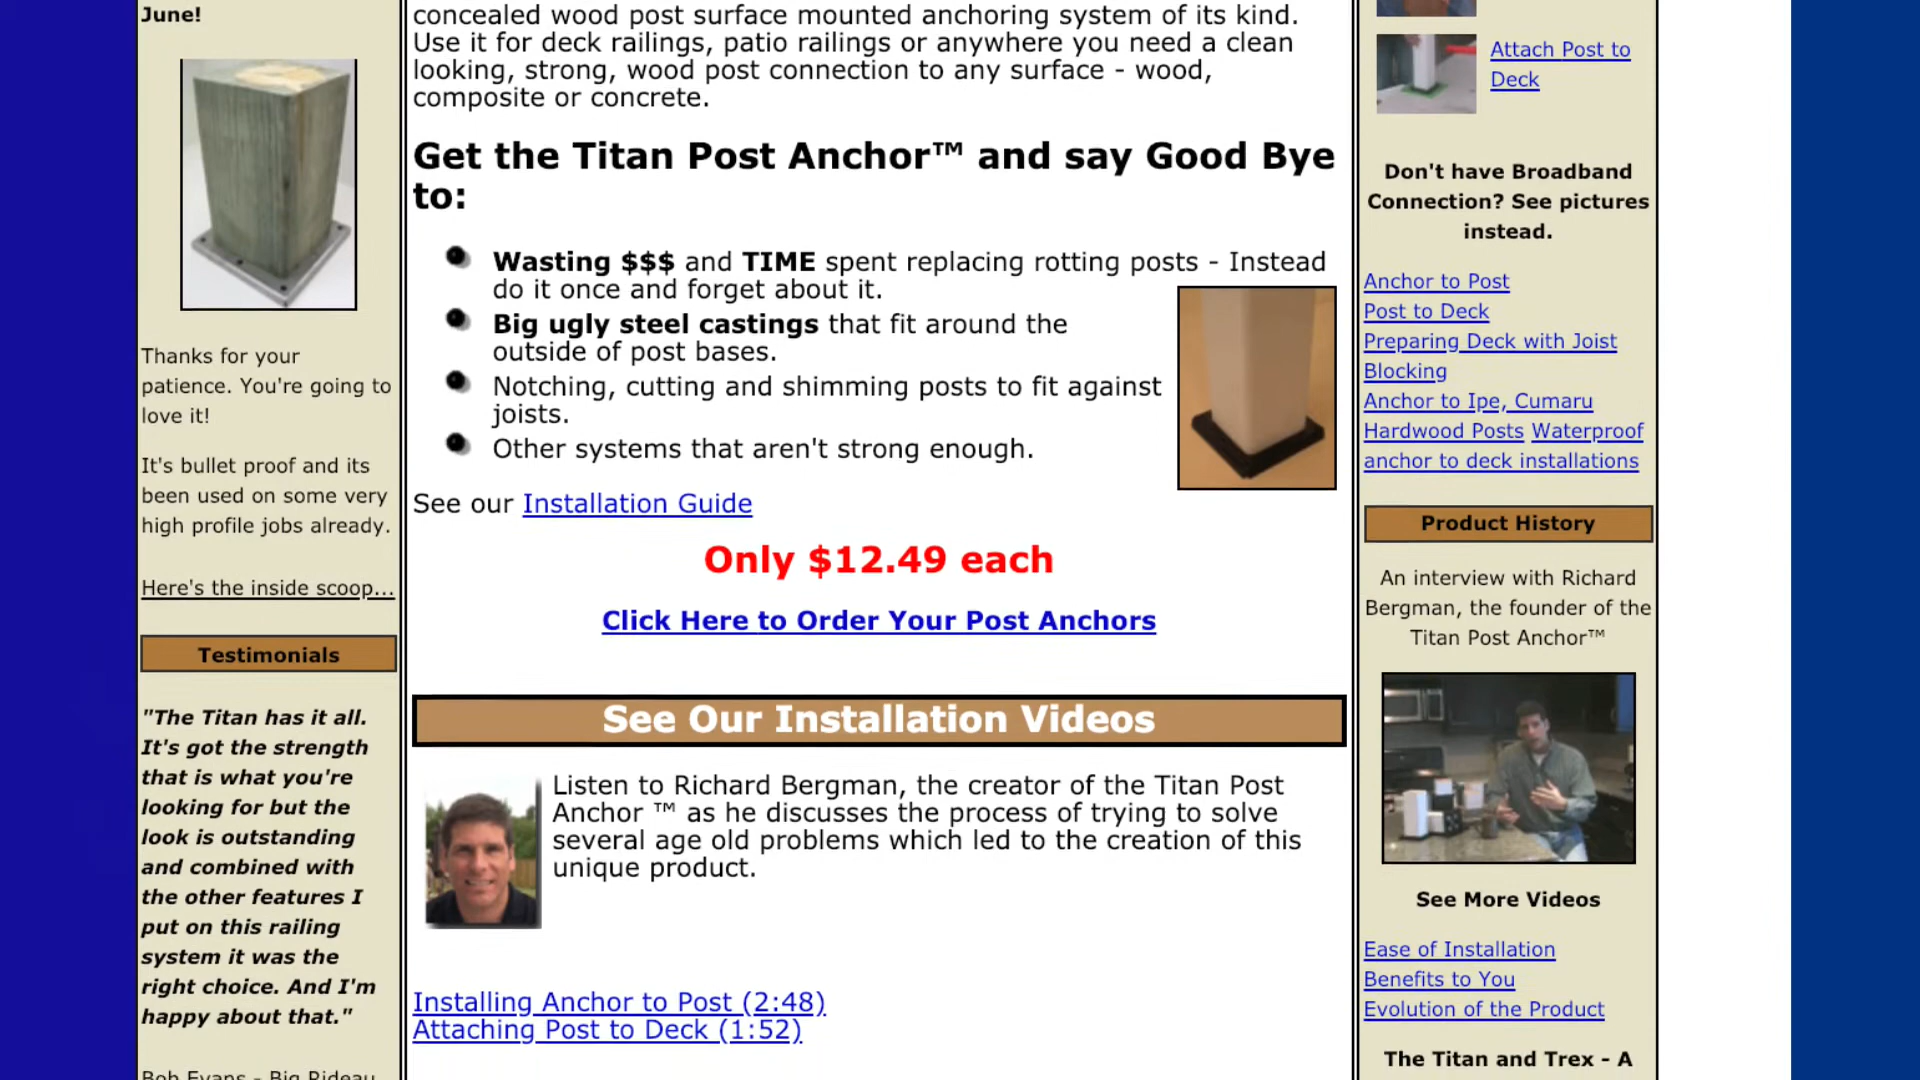 June!
Thanks for your
patience. You're going to
love it!
It's bullet proof and its
been used on some very
high profile jobs already.
Here's the inside scoop...
Testimonials
"The Titan has it all.
It's got the strength
that is what you're
looking for but the
look is outstanding
and combined with
the other features I
put on this railing
system it was the
right choice. And I'm
happy about that."
Bob Evans - Big Rideau
concealed wood post surface mounted anchoring system of its kind.
Use it for deck railings, patio railings or anywhere you need a clean
looking, strong, wood post connection to any surface - wood,
composite or concrete.
Get the Titan Post Anchor™ and say Good Bye
to:
Wasting $$$ and TIME spent replacing rotting posts - Instead
do it once and forget about it.
Big ugly steel castings that fit around the
outside of post bases.
Notching, cutting and shimming posts to fit against
joists.
Other systems that aren't strong enough.
See our Installation Guide
Only $12.49 each
Click Here to Order Your Post Anchors
See Our Installation Videos
Listen to Richard Bergman, the creator of the Titan Post
Anchor ™ as he discusses the process of trying to solve
several age old problems which led to the creation of this
unique product.
Installing Anchor to Post (2:48)
Attaching Post to Deck (1:52)
Attach Post to
Deck
Don't have Broadband
Connection? See pictures
instead.
Anchor to Post
Post to Deck
Preparing Deck with Joist
Blocking
Anchor to Ipe, Cumaru
Hardwood Posts Waterproof
anchor to deck installations
Product History
An interview with Richard
Bergman, the founder of the
Titan Post Anchor™
See More Videos
Ease of Installation
Benefits to You
Evolution of the Product
The Titan and Trex - A